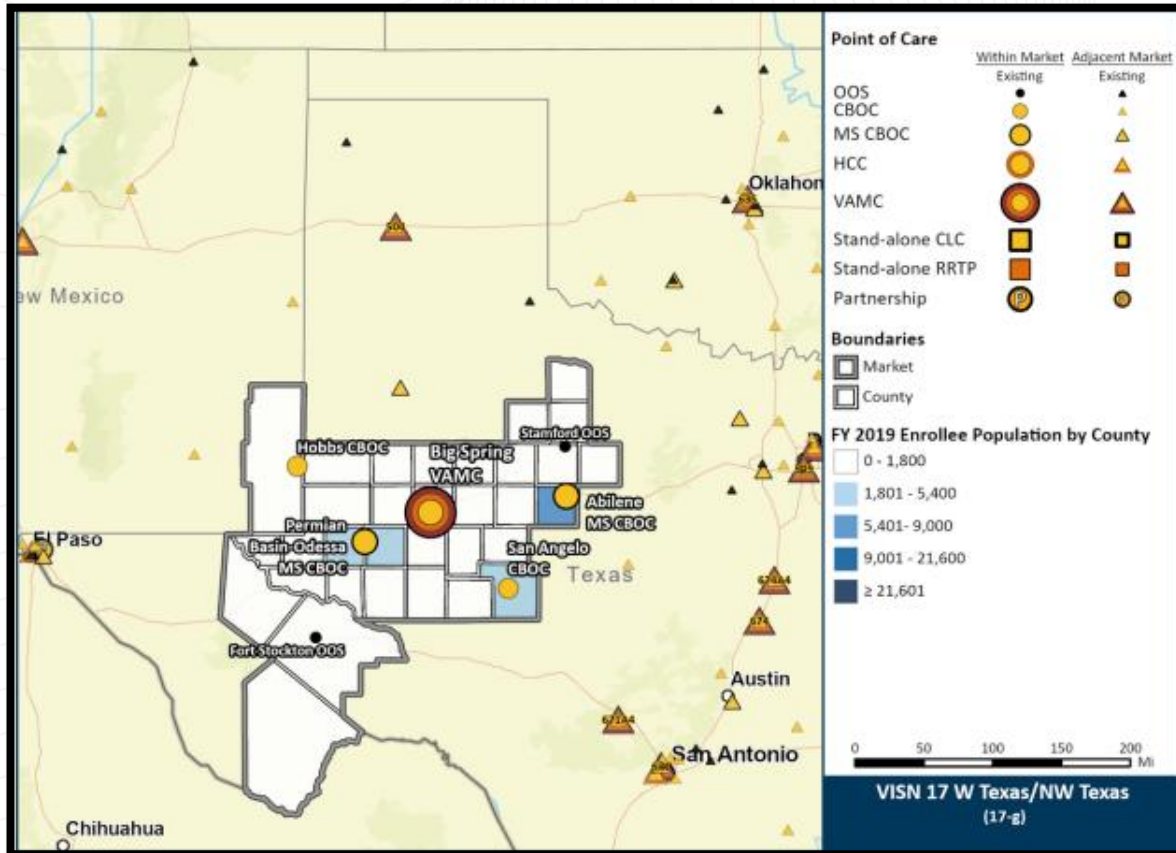 Oklahom
ew Mexico
Hobbs CBOC
Stamford OOS
Big Spring
VAMC
Abilene
MS CBOC
Permian
Basin-Odessa
MS CBOC
San Angelo
CBOC
El Paso
Texas
Fort Stockton OOS
674A4
674
Austin
671A4
San Antonio
Chihuahua
Point of Care
Within Market Adjacent Market
Existing Existing
OOS
CBOC
MS CBOC
HCC
VAMC
Stand-alone CLC
Stand-alone RRTP
Partnership
P
Boundaries
Market
County
FY 2019 Enrollee Population by County
0 - 1,800
1,801 - 5,400
5,401- 9,000
9,001 - 21,600
≥ 21,601
0 50 100 150 200
Mi
VISN 17 W Texas/NW Texas
(17-g)